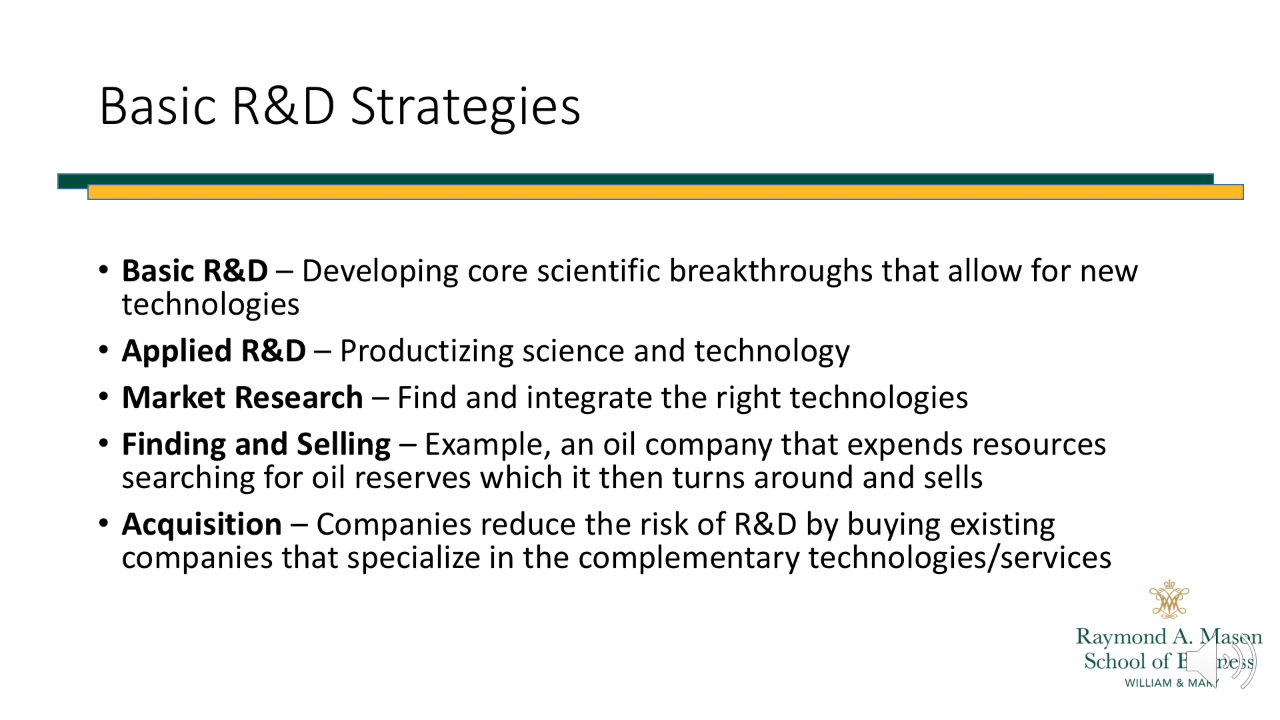 Basic R&D Strategies
• Basic R&D – Developing core scientific breakthroughs that allow for new
technologies
• Applied R&D – Productizing science and technology
• Market Research – Find and integrate the right technologies
• Finding and Selling – Example, an oil company that expends resources
searching for oil reserves which it then turns around and sells
• Acquisition – Companies reduce the risk of R&D by buying existing
companies that specialize in the complementary technologies/services
Raymond A. Mason
School of Business
WILLIAM & MARY